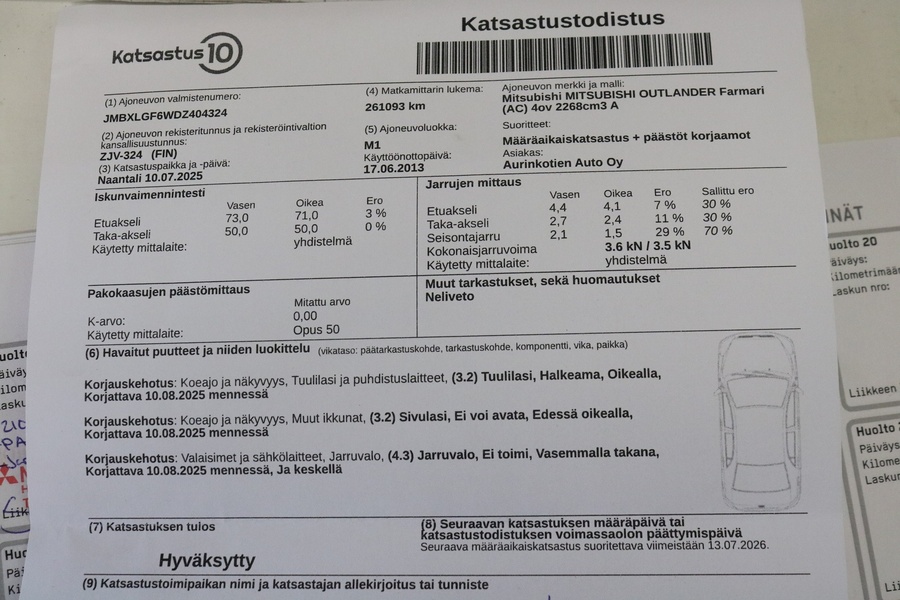 Katsastustodistus
Katsastus 10
(1) Ajoneuvon valmistenumero:
JMBXLGF6WDZ404324
(2) Ajoneuvon rekisteritunnus ja rekisteröintivaltion
kansallisuustunnus:
ZJV-324 (FIN)
(3) Katsastuspaikka ja -päivä:
Naantali 10.07.2025
(4) Matkamittarin lukema:
261093 km
(5) Ajoneuvoluokka:
M1
Käyttöönottopäivä:
17.06.2013
Ajoneuvon merkki ja malli:
Mitsubishi MITSUBISHI OUTLANDER Farmari
(AC) 4ov 2268cm3 A
Suoritteet:
Määräaikaiskatsastus + päästöt korjaamot
Asiakas:
Aurinkotien Auto Oy
Iskunvaimennintesti
Vasen Oikea Ero
Etuakseli 73,0 71,0 3 %
Taka-akseli 50,0 50,0 0 %
Käytetty mittalaite: yhdistelmä
Jarrujen mittaus
Vasen Oikea Ero Sallittu ero
Etuakseli 4,4 4,1 7 % 30 %
Taka-akseli 2,7 2,4 11 % 30 %
Seisontajarru 2,1 1,5 29 % 70 %
Kokonaisjarruvoima 3.6 kN / 3.5 kN
Käytetty mittalaite: yhdistelmä
Pakokaasujen päästömittaus
Mitattu arvo
K-arvo: 0,00
Käytetty mittalaite: Opus 50
Muut tarkastukset, sekä huomautukset
Neliveto
(6) Havaitut puutteet ja niiden luokittelu (vikataso: päätarkastuskohde, tarkastuskohde, komponentti, vika, paikka)
Korjauskehotus: Koeajo ja näkyvyys, Tuulilasi ja puhdistuslaitteet, (3.2) Tuulilasi, Halkeama, Oikealla,
Korjattava 10.08.2025 mennessä
Korjauskehotus: Koeajo ja näkyvyys, Muut ikkunat, (3.2) Sivulasi, Ei voi avata, Edessä oikealla,
Korjattava 10.08.2025 mennessä
Korjauskehotus: Valaisimet ja sähkölaitteet, Jarruvalo, (4.3) Jarruvalo, Ei toimi, Vasemmalla takana,
Korjattava 10.08.2025 mennessä, Ja keskellä
(7) Katsastuksen tulos
Hyväksytty
(8) Seuraavan katsastuksen määräpäivä tai
katsastustodistuksen voimassaolon päättymispäivä
Seuraava määräaikaiskatsastus suoritettava viimeistään 13.07.2026.
(9) Katsastustoimipaikan nimi ja katsastajan allekirjoitus tai tunniste
Huolto 20
Laskun nro:
Liikkeen
Huolto
Päiväys
Kilome
Laskur